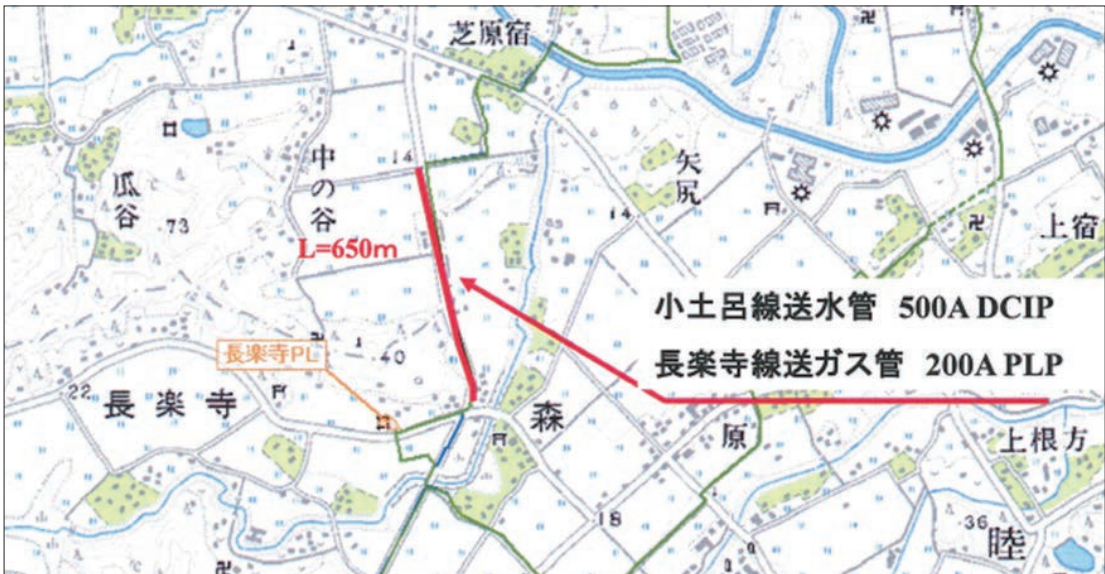 芝原宿
14
中の谷
瓜谷
73
矢尻
14
上宿
L=650m
小土呂線送水管 500A DCIP
長楽寺線送ガス管 200A PLP
長楽寺PL
40
22
長楽寺
森
原
上根方
18
36
陸